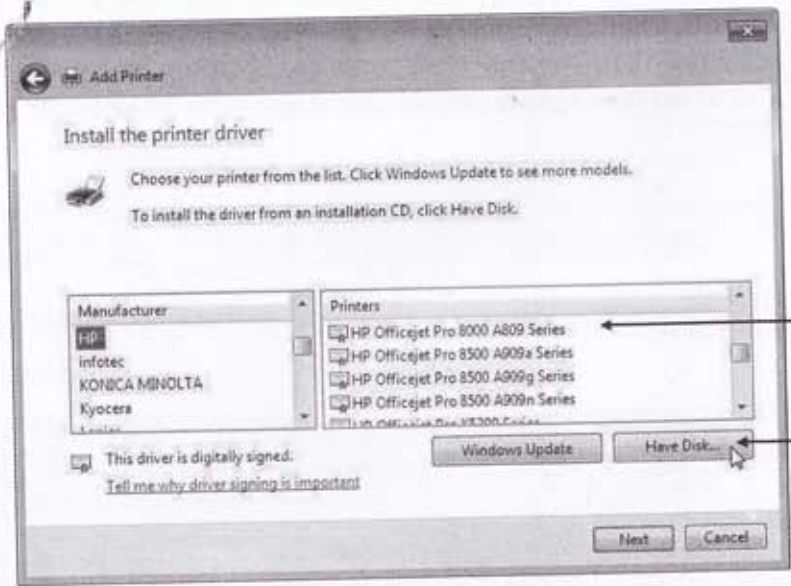 Add Printer
Install the printer driver
Choose your printer from the list. Click Windows Update to see more models.
To install the driver from an installation CD, click Have Disk.
Manufacturer
HP
infotec
KONICA MINOLTA
Kyocera
Printers
HP Officejet Pro 8000 A809 Series
HP Officejet Pro 8500 A909a Series
HP Officejet Pro 8500 A909g Series
HP Officejet Pro 8500 A909n Series
This driver is digitally signed.
Tell me why driver signing is important
Windows Update
Have Disk...
Next
Cancel